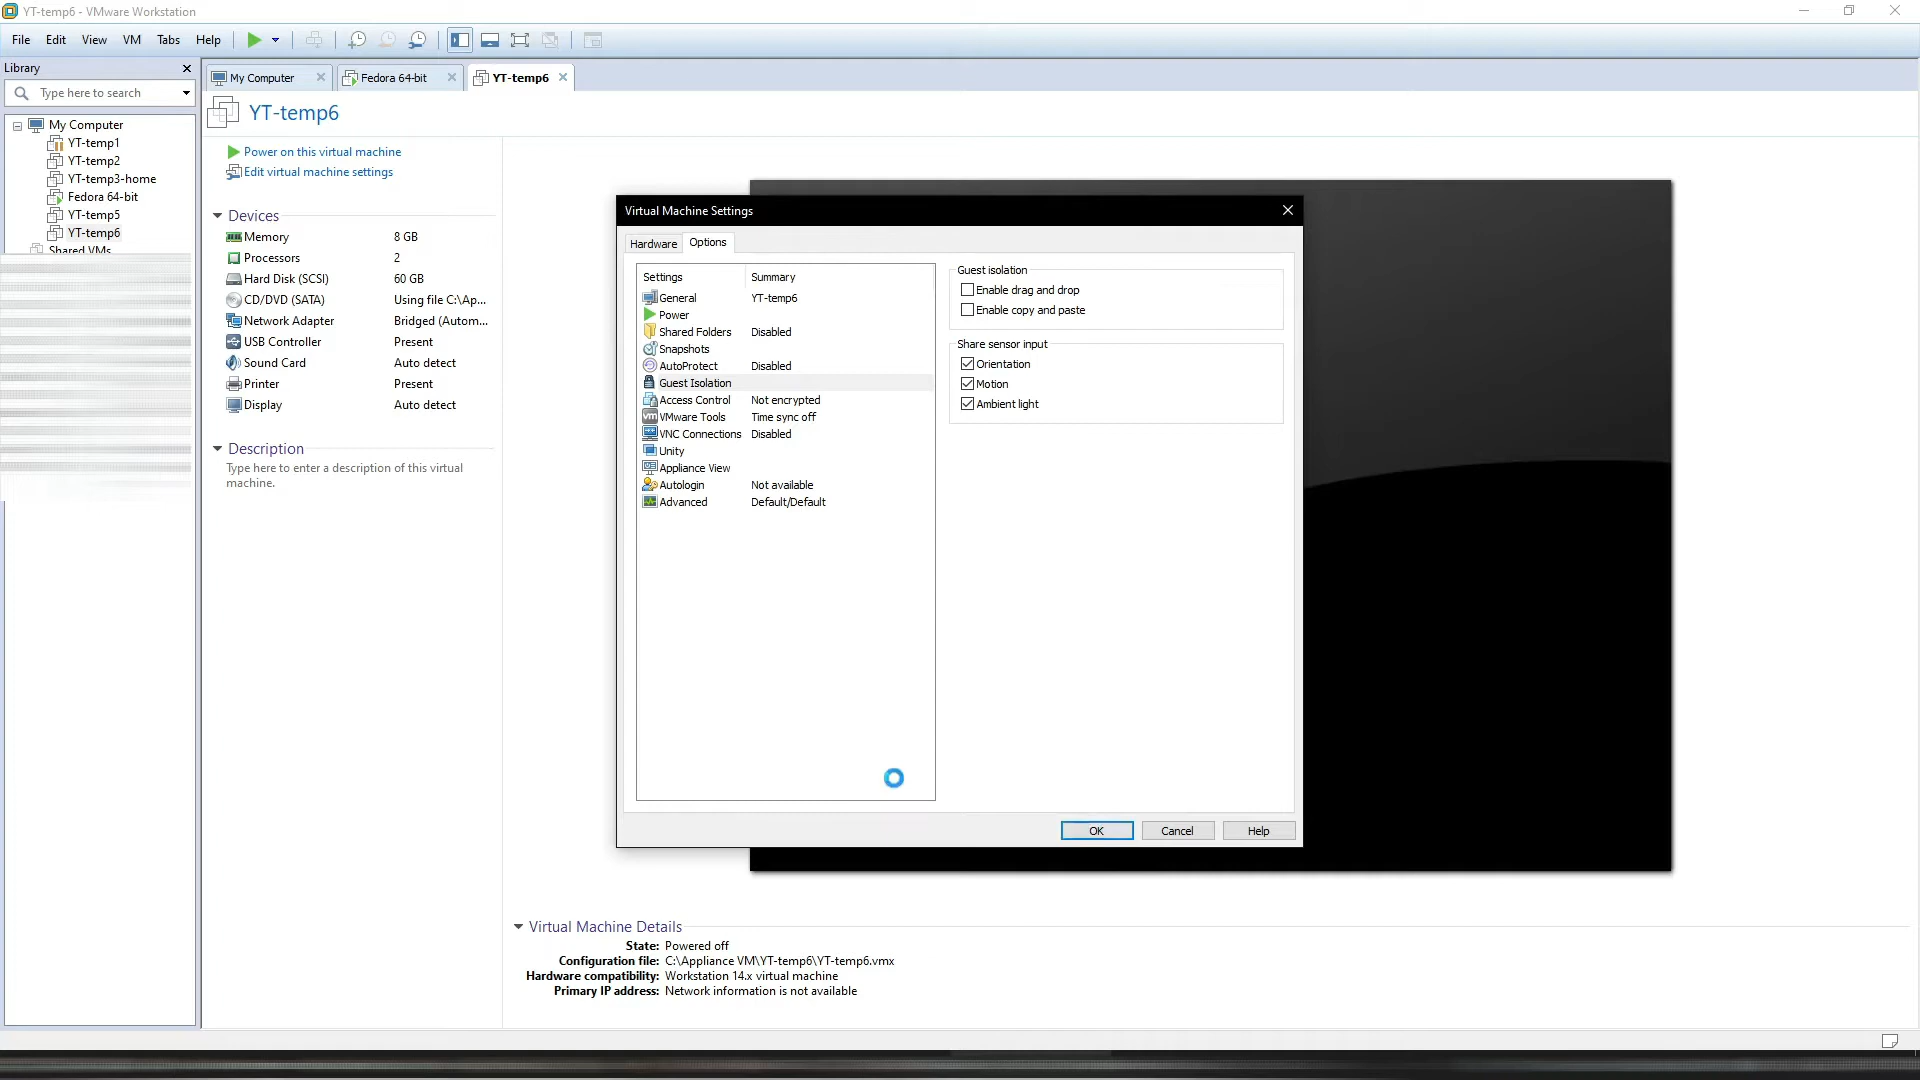 YT-temp6 - VMware Workstation
File Edit View VM Tabs Help
Library
Type here to search
My Computer
YT-temp1
YT-temp2
YT-temp3-home
Fedora 64-bit
YT-temp5
YT-temp6
Shared VMs
My Computer Fedora 64-bit YT-temp6
YT-temp6
Power on this virtual machine
Edit virtual machine settings
Devices
Memory 8 GB
Processors 2
Hard Disk (SCSI) 60 GB
CD/DVD (SATA) Using file C:\Ap...
Network Adapter Bridged (Autom...
USB Controller Present
Sound Card Auto detect
Printer Present
Display Auto detect
Description
Type here to enter a description of this virtual
machine.
Virtual Machine Settings
Hardware Options
Settings Summary
General YT-temp6
Power
Shared Folders Disabled
Snapshots
AutoProtect Disabled
Guest Isolation
Access Control Not encrypted
VMware Tools Time sync off
VNC Connections Disabled
Unity
Appliance View
Autologin Not available
Advanced Default/Default
Guest isolation
Enable drag and drop
Enable copy and paste
Share sensor input
Orientation
Motion
Ambient light
OK Cancel Help
Virtual Machine Details
State: Powered off
Configuration file: C:\Appliance VM\YT-temp6\YT-temp6.vmx
Hardware compatibility: Workstation 14.x virtual machine
Primary IP address: Network information is not available